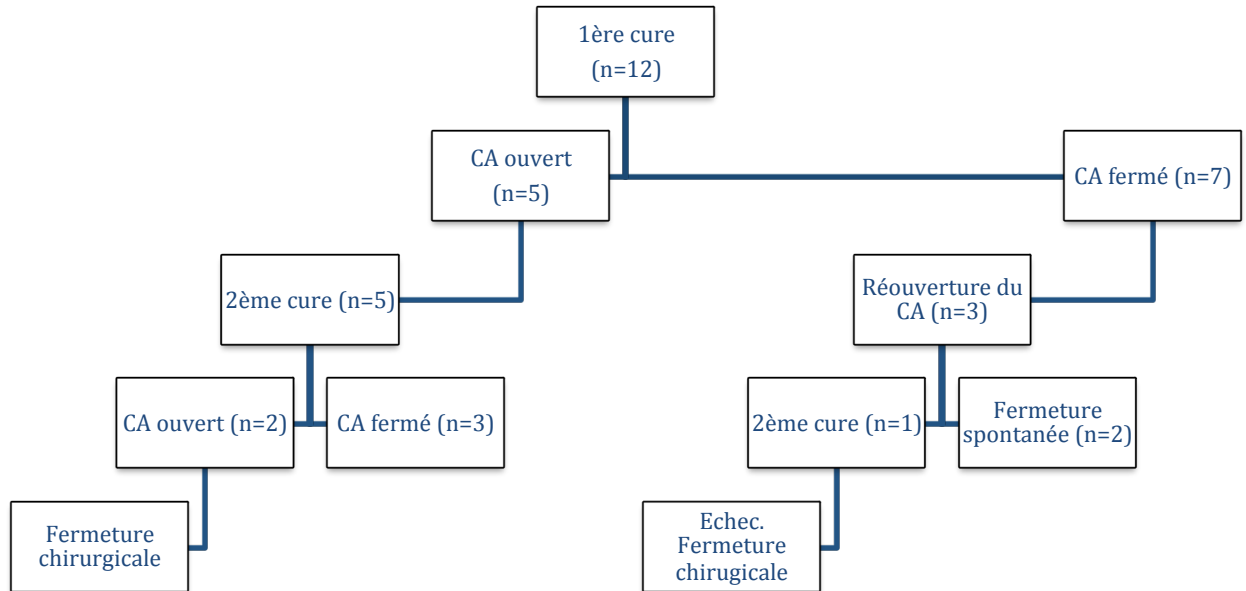 1ère cure
(n=12)
CA ouvert
(n=5)
CA fermé (n=7)
2ème cure (n=5)
Réouverture du
CA (n=3)
CA ouvert (n=2)
CA fermé (n=3)
2ème cure (n=1)
Fermeture
spontanée (n=2)
Fermeture
chirurgicale
Echec.
Fermeture
chirugicale